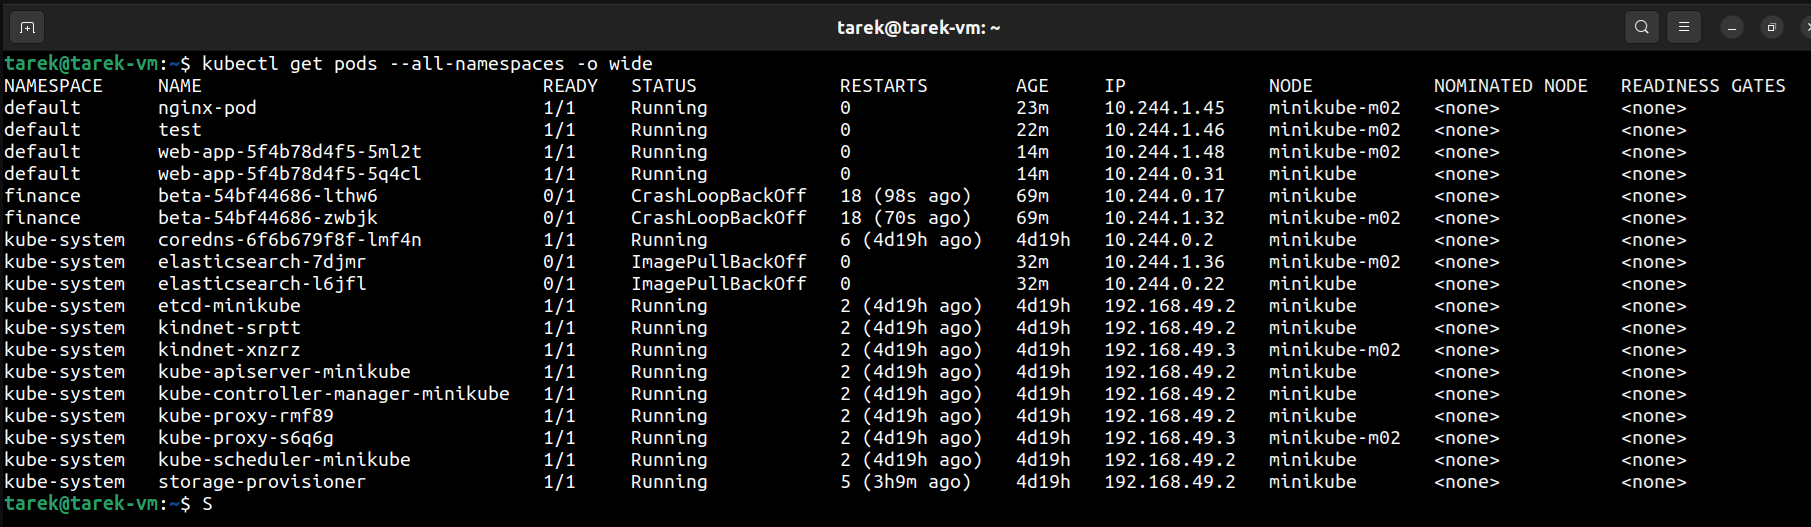 tarek@tarek-vm: ~
tarek@tarek-vm:~$ kubectl get pods --all-namespaces -o wide
NAMESPACE     NAME                               READY   STATUS             RESTARTS        AGE     IP             NODE           NOMINATED NODE   READINESS GATES
default       nginx-pod                          1/1     Running            0               23m     10.244.1.45    minikube-m02   <none>           <none>
default       test                               1/1     Running            0               22m     10.244.1.46    minikube-m02   <none>           <none>
default       web-app-5f4b78d4f5-5ml2t           1/1     Running            0               14m     10.244.1.48    minikube-m02   <none>           <none>
default       web-app-5f4b78d4f5-5q4cl           1/1     Running            0               14m     10.244.0.31    minikube       <none>           <none>
finance       beta-54bf44686-lthw6               0/1     CrashLoopBackOff   18 (98s ago)    69m     10.244.0.17    minikube       <none>           <none>
finance       beta-54bf44686-zwbjk               0/1     CrashLoopBackOff   18 (70s ago)    69m     10.244.1.32    minikube-m02   <none>           <none>
kube-system   coredns-6f6b679f8f-lmf4n           1/1     Running            6 (4d19h ago)   4d19h   10.244.0.2     minikube       <none>           <none>
kube-system   elasticsearch-7djmr                0/1     ImagePullBackOff   0               32m     10.244.1.36    minikube-m02   <none>           <none>
kube-system   elasticsearch-l6jfl                0/1     ImagePullBackOff   0               32m     10.244.0.22    minikube       <none>           <none>
kube-system   etcd-minikube                      1/1     Running            2 (4d19h ago)   4d19h   192.168.49.2   minikube       <none>           <none>
kube-system   kindnet-srptt                      1/1     Running            2 (4d19h ago)   4d19h   192.168.49.2   minikube       <none>           <none>
kube-system   kindnet-xnzrz                      1/1     Running            2 (4d19h ago)   4d19h   192.168.49.3   minikube-m02   <none>           <none>
kube-system   kube-apiserver-minikube            1/1     Running            2 (4d19h ago)   4d19h   192.168.49.2   minikube       <none>           <none>
kube-system   kube-controller-manager-minikube   1/1     Running            2 (4d19h ago)   4d19h   192.168.49.2   minikube       <none>           <none>
kube-system   kube-proxy-rmf89                   1/1     Running            2 (4d19h ago)   4d19h   192.168.49.2   minikube       <none>           <none>
kube-system   kube-proxy-s6q6g                   1/1     Running            2 (4d19h ago)   4d19h   192.168.49.3   minikube-m02   <none>           <none>
kube-system   kube-scheduler-minikube            1/1     Running            2 (4d19h ago)   4d19h   192.168.49.2   minikube       <none>           <none>
kube-system   storage-provisioner                1/1     Running            5 (3h9m ago)    4d19h   192.168.49.2   minikube       <none>           <none>
tarek@tarek-vm:~$ S